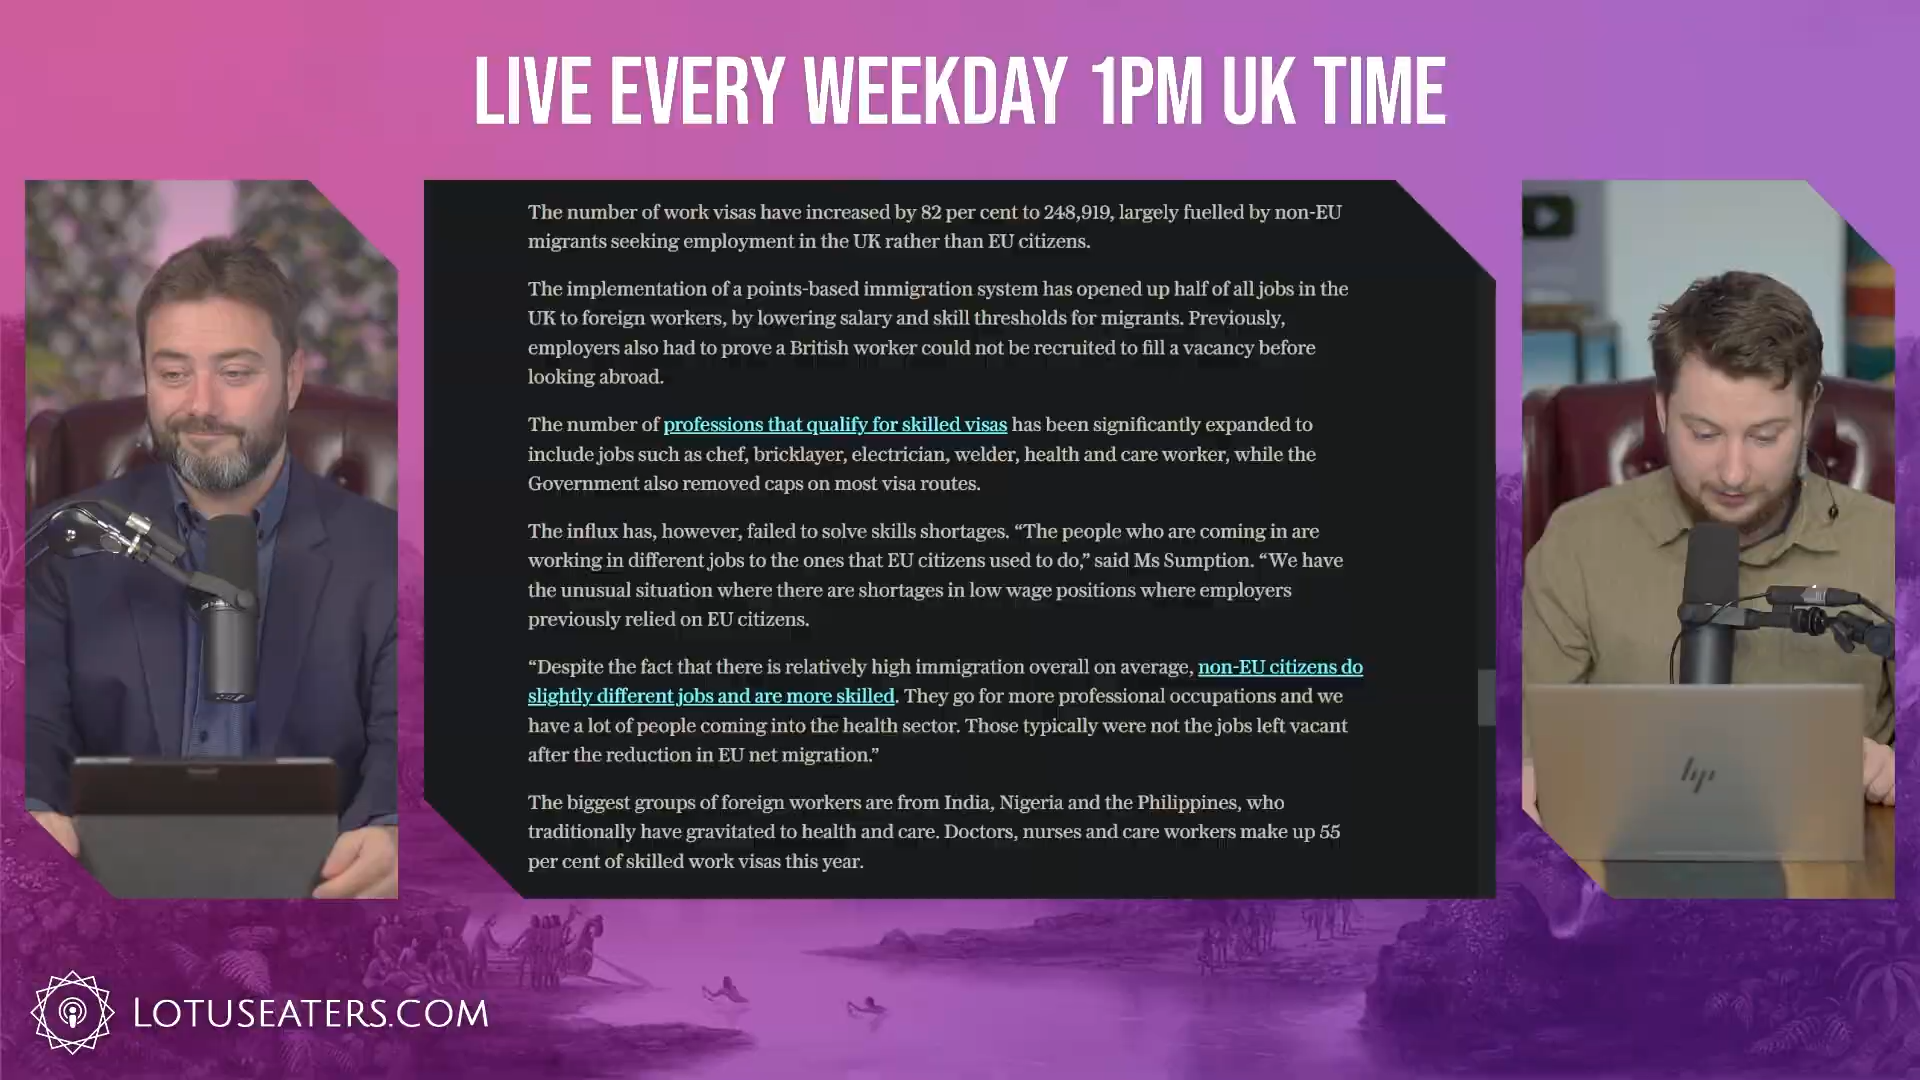 LIVE EVERY WEEKDAY 1PM UK TIME
The number of work visas have increased by 82 per cent to 248,919, largely fuelled by non-EU
migrants seeking employment in the UK rather than EU citizens.
The implementation of a points-based immigration system has opened up half of all jobs in the
UK to foreign workers, by lowering salary and skill thresholds for migrants. Previously,
employers also had to prove a British worker could not be recruited to fill a vacancy before
looking abroad.
The number of professions that qualify for skilled visas has been significantly expanded to
include jobs such as chef, bricklayer, electrician, welder, health and care worker, while the
Government also removed caps on most visa routes.
The influx has, however, failed to solve skills shortages. “The people who are coming in are
working in different jobs to the ones that EU citizens used to do,” said Ms Sumption. “We have
the unusual situation where there are shortages in low wage positions where employers
previously relied on EU citizens.
“Despite the fact that there is relatively high immigration overall on average, non-EU citizens do
slightly different jobs and are more skilled. They go for more professional occupations and we
have a lot of people coming into the health sector. Those typically were not the jobs left vacant
after the reduction in EU net migration.”
The biggest groups of foreign workers are from India, Nigeria and the Philippines, who
traditionally have gravitated to health and care. Doctors, nurses and care workers make up 55
per cent of skilled work visas this year.
hp
LOTUSEATERS.COM